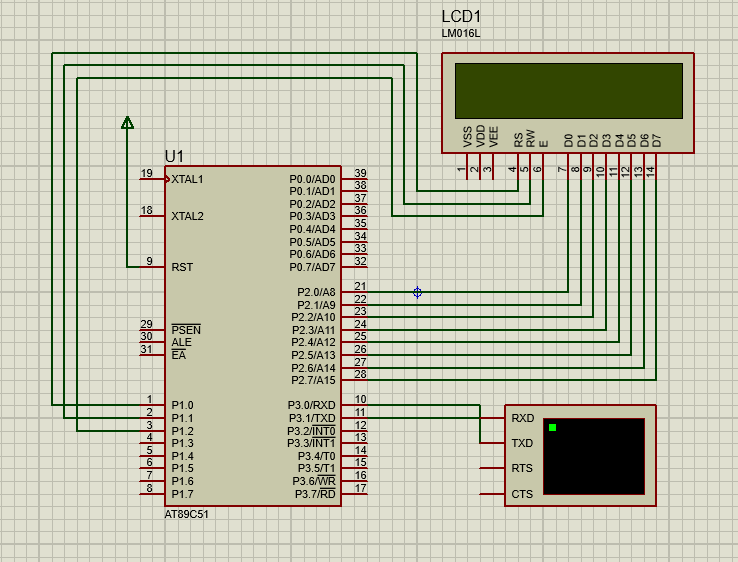 LCD1
LM016L
VSS
VDD
VEE
RS
RW
E
D0
D1
D2
D3
D4
D5
D6
D7
1
2
3
4
5
6
7
8
9
10
11
12
13
14
U1
19 XTAL1
18 XTAL2
9 RST
29 PSEN
30 ALE
31 EA
1 P1.0
2 P1.1
3 P1.2
4 P1.3
5 P1.4
6 P1.5
7 P1.6
8 P1.7
P0.0/AD0 39
P0.1/AD1 38
P0.2/AD2 37
P0.3/AD3 36
P0.4/AD4 35
P0.5/AD5 34
P0.6/AD6 33
P0.7/AD7 32
P2.0/A8 21
P2.1/A9 22
P2.2/A10 23
P2.3/A11 24
P2.4/A12 25
P2.5/A13 26
P2.6/A14 27
P2.7/A15 28
P3.0/RXD 10
P3.1/TXD 11
P3.2/INT0 12
P3.3/INT1 13
P3.4/T0 14
P3.5/T1 15
P3.6/WR 16
P3.7/RD 17
AT89C51
RXD
TXD
RTS
CTS